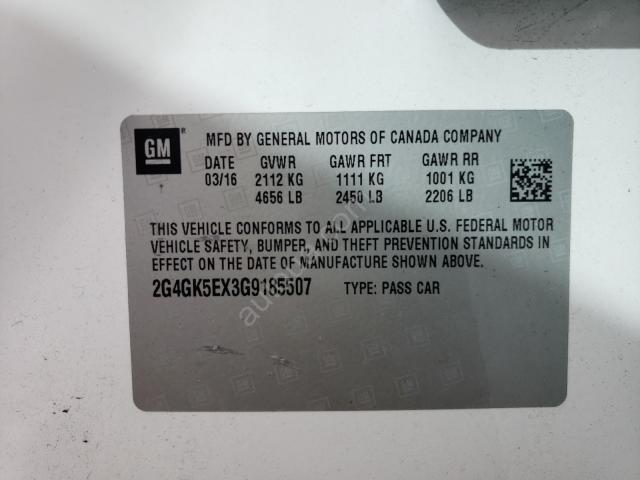 GM ®
MFD BY GENERAL MOTORS OF CANADA COMPANY
DATE GVWR GAWR FRT GAWR RR
03/16 2112 KG 1111 KG 1001 KG
4656 LB 2450 LB 2206 LB
THIS VEHICLE CONFORMS TO ALL APPLICABLE U.S. FEDERAL MOTOR
VEHICLE SAFETY, BUMPER, AND THEFT PREVENTION STANDARDS IN
EFFECT ON THE DATE OF MANUFACTURE SHOWN ABOVE.
2G4GK5EX3G9185507 TYPE: PASS CAR